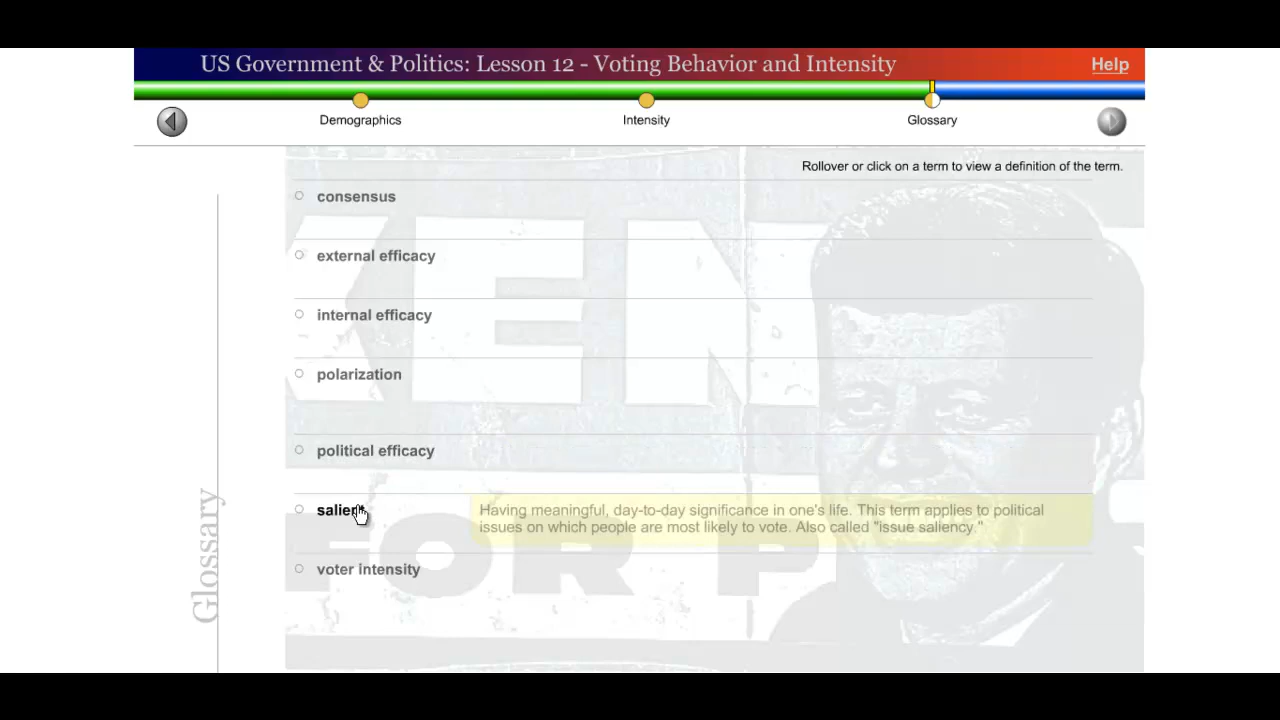 US Government & Politics: Lesson 12 - Voting Behavior and Intensity
Help
Demographics
Intensity
Glossary
Rollover or click on a term to view a definition of the term.
consensus
external efficacy
internal efficacy
polarization
political efficacy
salient
Having meaningful, day-to-day significance in one's life. This term applies to political
issues on which people are most likely to vote. Also called "issue saliency."
voter intensity
Glossary
KEN
FOR P